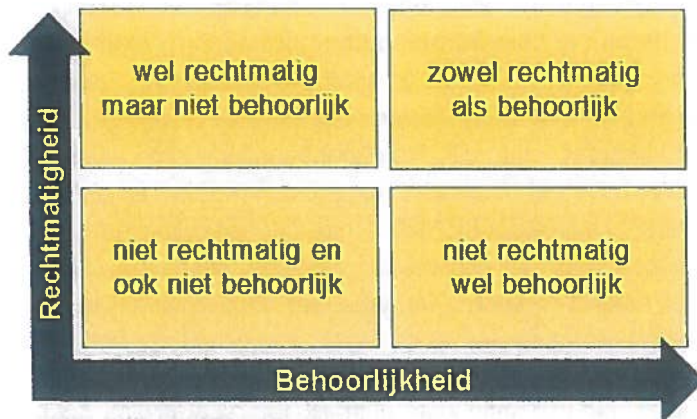 wel rechtmatig
maar niet behoorlijk
zowel rechtmatig
als behoorlijk
Rechtmatigheid
niet rechtmatig en
ook niet behoorlijk
niet rechtmatig
wel behoorlijk
Behoorlijkheid